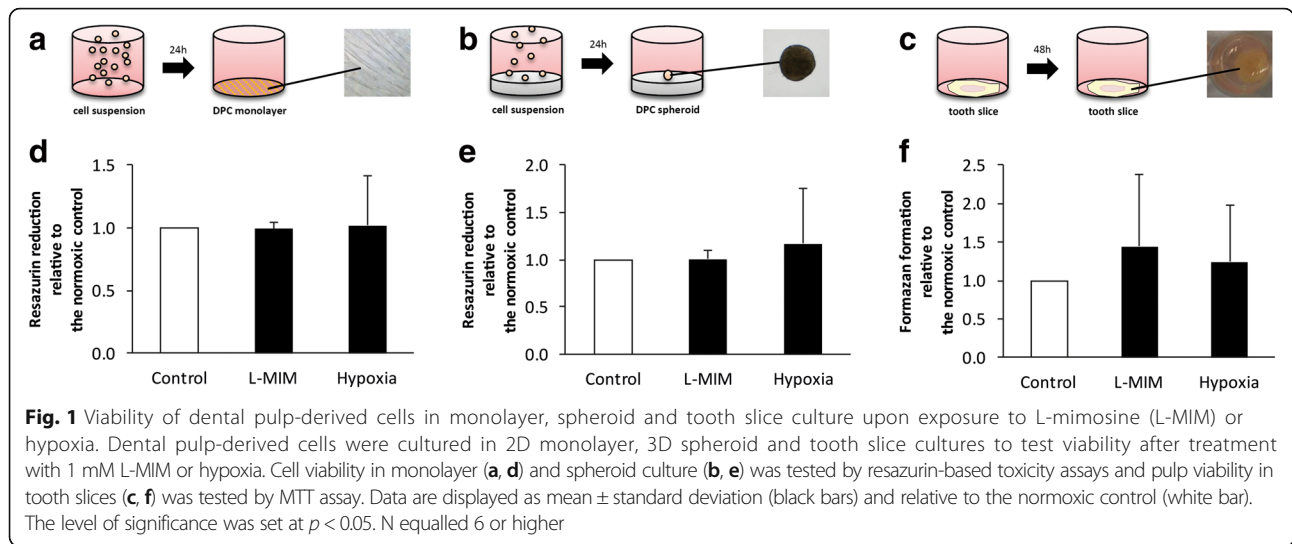 a
24h
cell suspension
DPC monolayer
b
24h
cell suspension
DPC spheroid
c
48h
tooth slice
tooth slice
d
Resazurin reduction
relative to
the normoxic control
1.5
1.0
0.5
0.0
Control
L-MIM
Hypoxia
e
Resazurin reduction
relative to
the normoxic control
2.0
1.5
1.0
0.5
0.0
Control
L-MIM
Hypoxia
f
Formazan formation
relative to
the normoxic control
2.5
2.0
1.5
1.0
0.5
0.0
Control
L-MIM
Hypoxia
Fig. 1 Viability of dental pulp-derived cells in monolayer, spheroid and tooth slice culture upon exposure to L-mimosine (L-MIM) or
hypoxia. Dental pulp-derived cells were cultured in 2D monolayer, 3D spheroid and tooth slice cultures to test viability after treatment
with 1 mM L-MIM or hypoxia. Cell viability in monolayer (a, d) and spheroid culture (b, e) was tested by resazurin-based toxicity assays and pulp viability in
tooth slices (c, f) was tested by MTT assay. Data are displayed as mean ± standard deviation (black bars) and relative to the normoxic control (white bar).
The level of significance was set at p < 0.05. N equalled 6 or higher